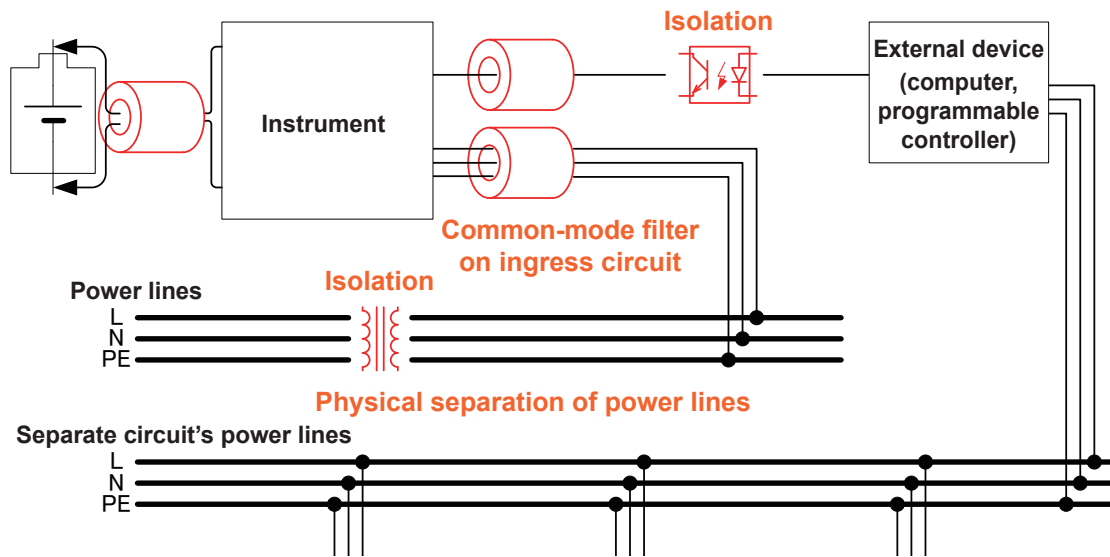 Isolation
External device
(computer,
programmable
controller)
Instrument
Common-mode filter
on ingress circuit
Isolation
Power lines
L
N
PE
Physical separation of power lines
Separate circuit's power lines
L
N
PE